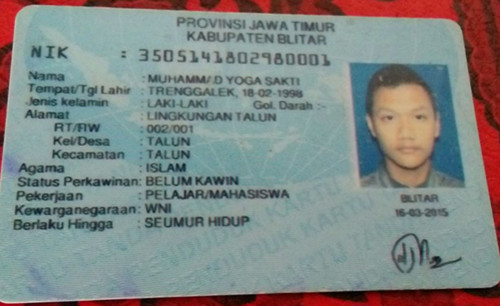 PROVINSI JAWA TIMUR
KABUPATEN BLITAR
NIK : 3505141802980001
Nama : MUHAMMAD YOGA SAKTI
Tempat/Tgl Lahir : TRENGGALEK, 18-02-1998
Jenis kelamin : LAKI-LAKI Gol. Darah :-
Alamat : LINGKUNGAN TALUN
RT/RW : 002/001
Kel/Desa : TALUN
Kecamatan : TALUN
Agama : ISLAM
Status Perkawinan: BELUM KAWIN
Pekerjaan : PELAJAR/MAHASISWA
Kewarganegaraan: WNI
Berlaku Hingga : SEUMUR HIDUP
BLITAR
16-03-2015